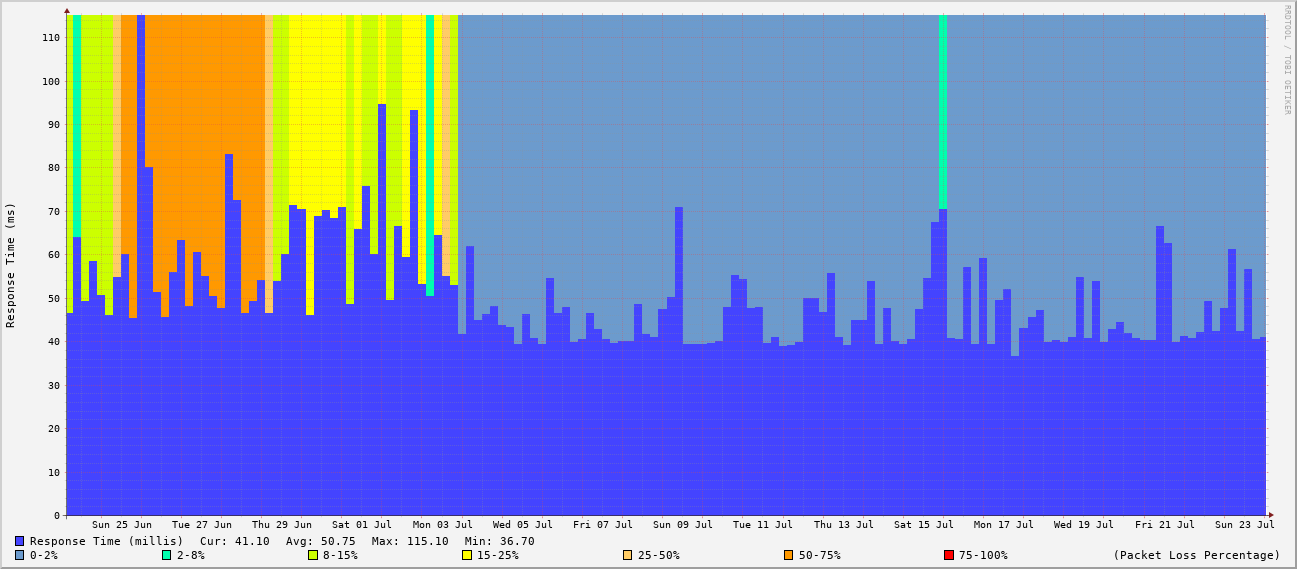 RRDTOOL / TOBI OETIKER
Response Time (ms)
110
100
90
80
70
60
50
40
30
20
10
0
Sun 25 Jun Tue 27 Jun Thu 29 Jun Sat 01 Jul Mon 03 Jul Wed 05 Jul Fri 07 Jul Sun 09 Jul Tue 11 Jul Thu 13 Jul Sat 15 Jul Mon 17 Jul Wed 19 Jul Fri 21 Jul Sun 23 Jul
Response Time (millis) Cur: 41.10 Avg: 50.75 Max: 115.10 Min: 36.70
0-2% 2-8% 8-15% 15-25% 25-50% 50-75% 75-100% (Packet Loss Percentage)